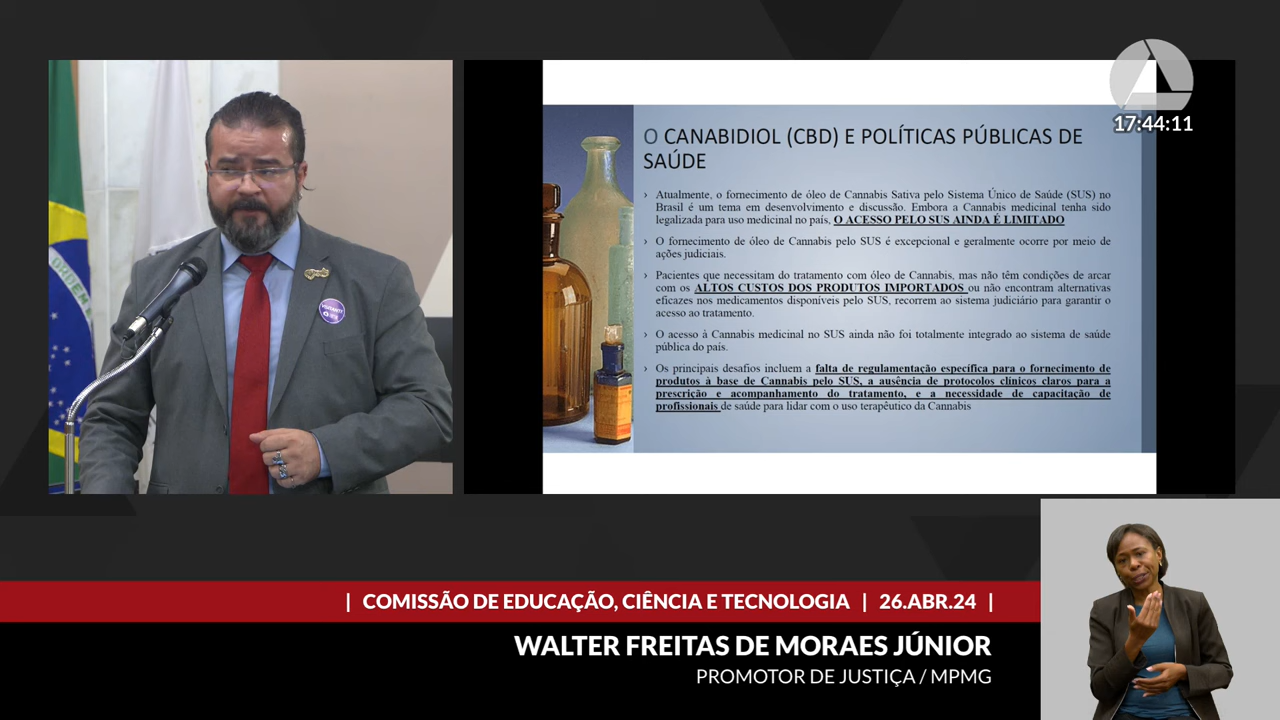 17:44:11
O CANABIDIOL (CBD) E POLÍTICAS PÚBLICAS DE
SAÚDE
› Atualmente, o fornecimento de óleo de Cannabis Sativa pelo Sistema Único de Saúde (SUS) no
Brasil é um tema em desenvolvimento e discussão. Embora a Cannabis medicinal tenha sido
legalizada para uso medicinal no país, O ACESSO PELO SUS AINDA É LIMITADO
› O fornecimento de óleo de Cannabis pelo SUS é excepcional e geralmente ocorre por meio de
ações judiciais.
› Pacientes que necessitam do tratamento com óleo de Cannabis, mas não têm condições de arcar
com os ALTOS CUSTOS DOS PRODUTOS IMPORTADOS ou não encontram alternativas
eficazes nos medicamentos disponíveis pelo SUS, recorrem ao sistema judiciário para garantir o
acesso ao tratamento.
› O acesso à Cannabis medicinal no SUS ainda não foi totalmente integrado ao sistema de saúde
pública do país.
› Os principais desafios incluem a falta de regulamentação específica para o fornecimento de
produtos à base de Cannabis pelo SUS, a ausência de protocolos clínicos claros para a
prescrição e acompanhamento do tratamento, e a necessidade de capacitação de
profissionais de saúde para lidar com o uso terapêutico da Cannabis
| COMISSÃO DE EDUCAÇÃO, CIÊNCIA E TECNOLOGIA | 26.ABR.24 |
WALTER FREITAS DE MORAES JÚNIOR
PROMOTOR DE JUSTIÇA / MPMG